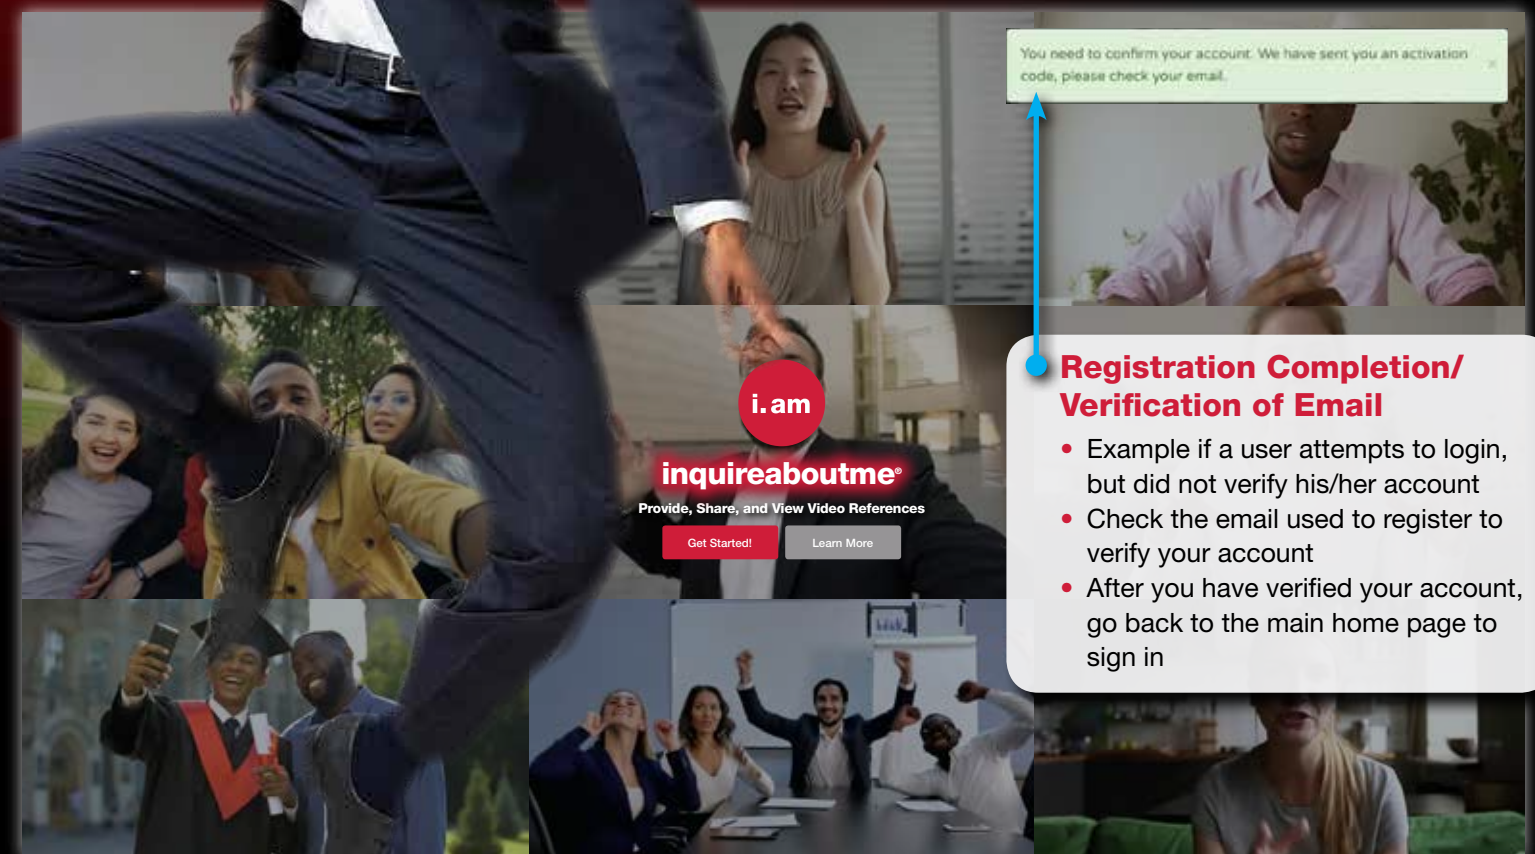 You need to confirm your account. We have sent you an activation
code, please check your email.
i.am
inquireaboutme®
Provide, Share, and View Video References
Get Started!
Learn More
Registration Completion/
Verification of Email
• Example if a user attempts to login,
but did not verify his/her account
• Check the email used to register to
verify your account
• After you have verified your account,
go back to the main home page to
sign in